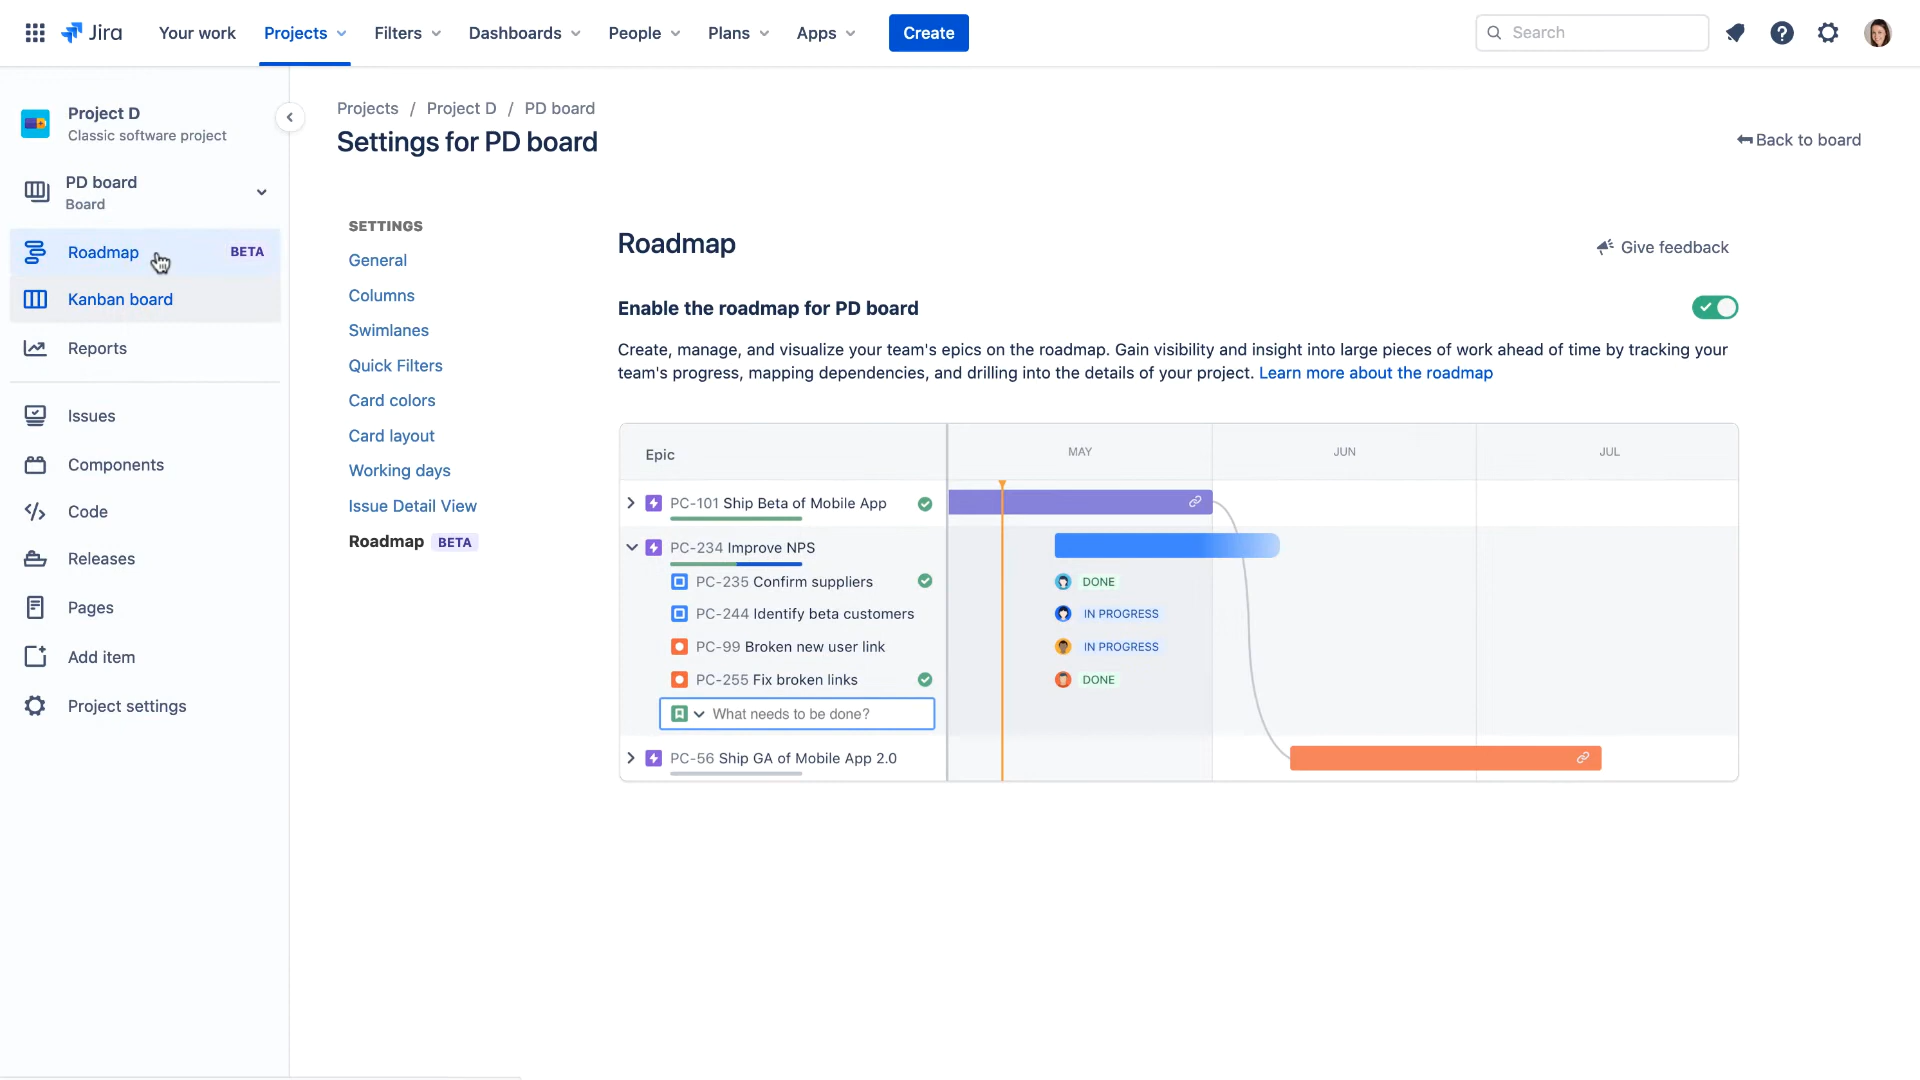 Jira
Your work
Projects
Filters
Dashboards
People
Plans
Apps
Create
Search
Project D
Classic software project
PD board
Board
Roadmap BETA
Kanban board
Reports
Issues
Components
Code
Releases
Pages
Add item
Project settings
Projects / Project D / PD board
Settings for PD board
Back to board
SETTINGS
General
Columns
Swimlanes
Quick Filters
Card colors
Card layout
Working days
Issue Detail View
Roadmap BETA
Roadmap
Give feedback
Enable the roadmap for PD board
Create, manage, and visualize your team's epics on the roadmap. Gain visibility and insight into large pieces of work ahead of time by tracking your
team's progress, mapping dependencies, and drilling into the details of your project. Learn more about the roadmap
Epic
MAY
JUN
JUL
PC-101 Ship Beta of Mobile App
PC-234 Improve NPS
PC-235 Confirm suppliers
DONE
PC-244 Identify beta customers
IN PROGRESS
PC-99 Broken new user link
IN PROGRESS
PC-255 Fix broken links
DONE
What needs to be done?
PC-56 Ship GA of Mobile App 2.0